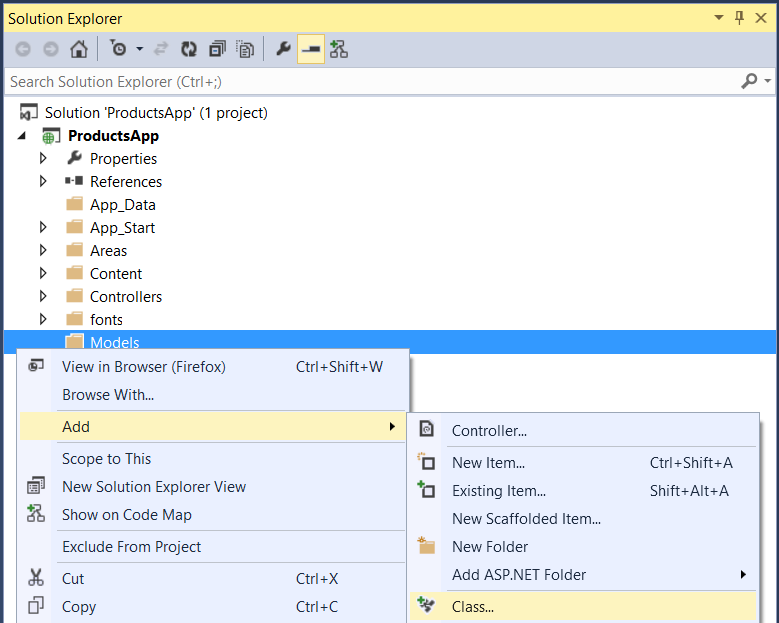 Solution Explorer
Search Solution Explorer (Ctrl+;)
Solution 'ProductsApp' (1 project)
ProductsApp
Properties
References
App_Data
App_Start
Areas
Content
Controllers
fonts
Models
View in Browser (Firefox) Ctrl+Shift+W
Browse With...
Add
Scope to This
New Solution Explorer View
Show on Code Map
Exclude From Project
Cut Ctrl+X
Copy Ctrl+C
Controller...
New Item... Ctrl+Shift+A
Existing Item... Shift+Alt+A
New Scaffolded Item...
New Folder
Add ASP.NET Folder
Class...